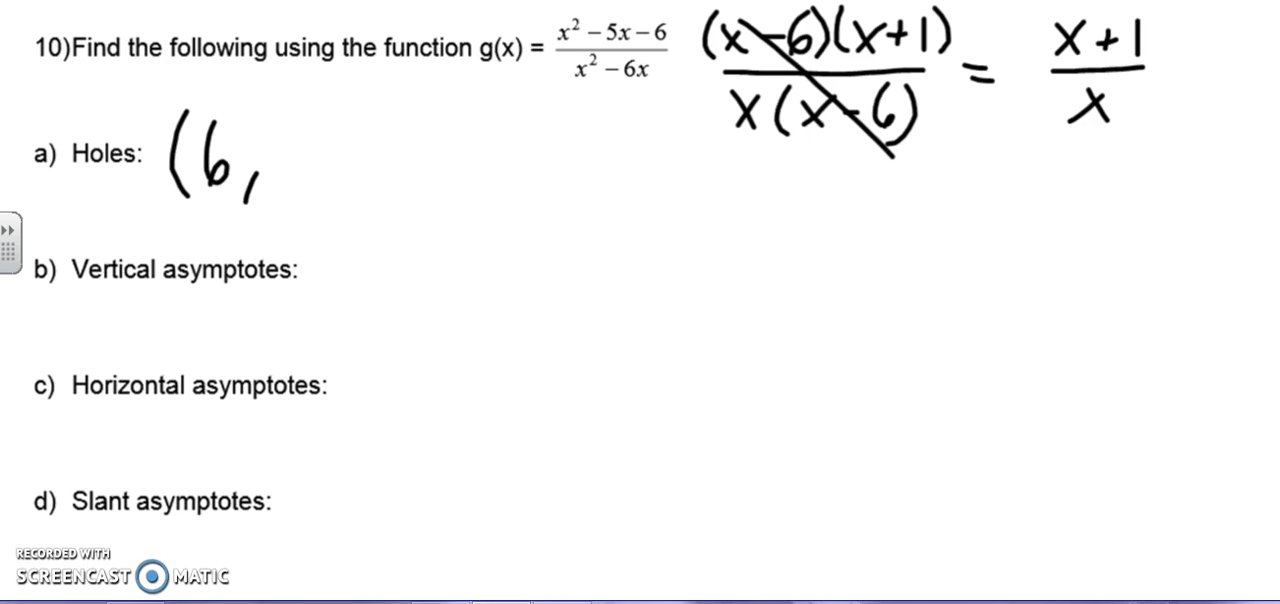 10)Find the following using the function g(x) = x² – 5x – 6 / x² – 6x (x-6)(x+1) / x(x-6) = x+1 / x
a) Holes: (6,
b) Vertical asymptotes:
c) Horizontal asymptotes:
d) Slant asymptotes:
RECORDED WITH
SCREENCAST MATIC